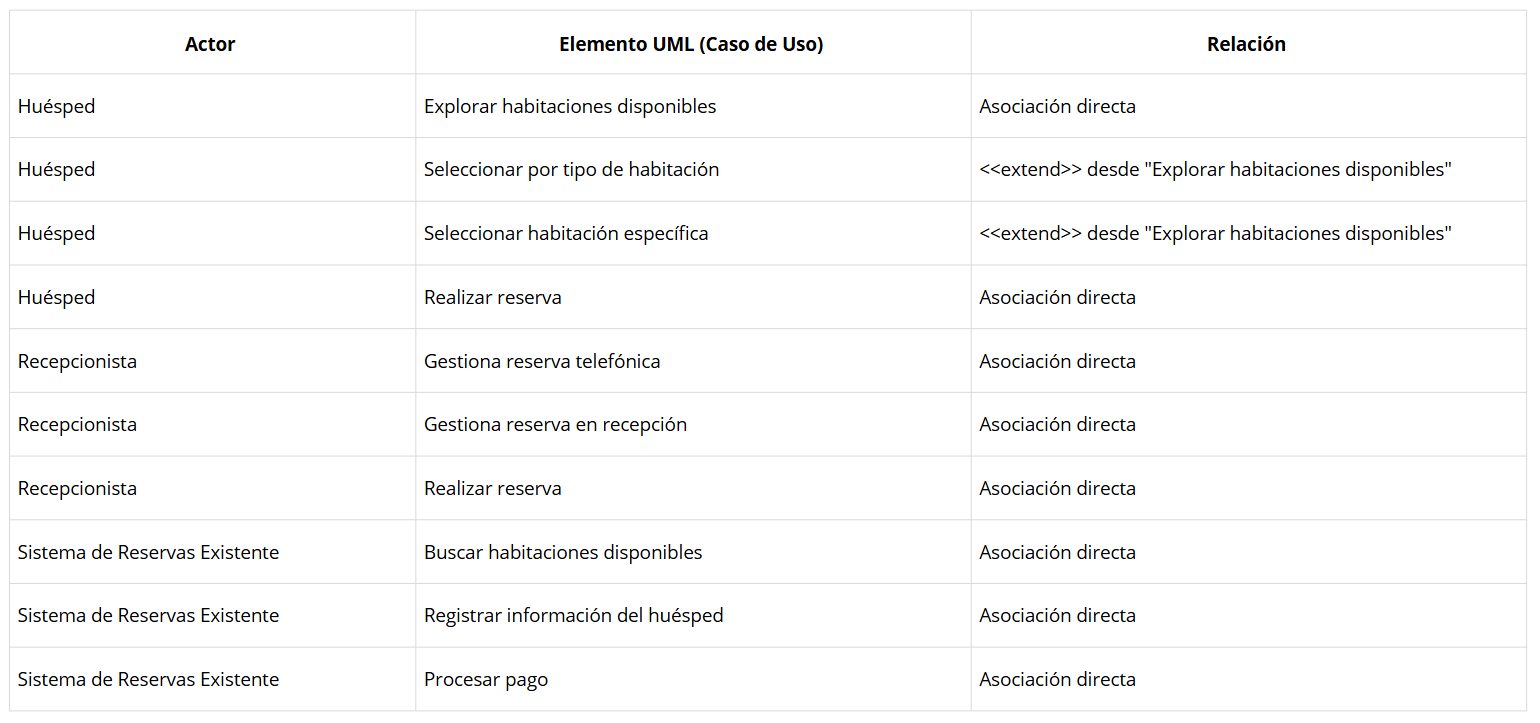 Actor Elemento UML (Caso de Uso) Relación
Huésped Explorar habitaciones disponibles Asociación directa
Huésped Seleccionar por tipo de habitación <<extend>> desde "Explorar habitaciones disponibles"
Huésped Seleccionar habitación específica <<extend>> desde "Explorar habitaciones disponibles"
Huésped Realizar reserva Asociación directa
Recepcionista Gestiona reserva telefónica Asociación directa
Recepcionista Gestiona reserva en recepción Asociación directa
Recepcionista Realizar reserva Asociación directa
Sistema de Reservas Existente Buscar habitaciones disponibles Asociación directa
Sistema de Reservas Existente Registrar información del huésped Asociación directa
Sistema de Reservas Existente Procesar pago Asociación directa